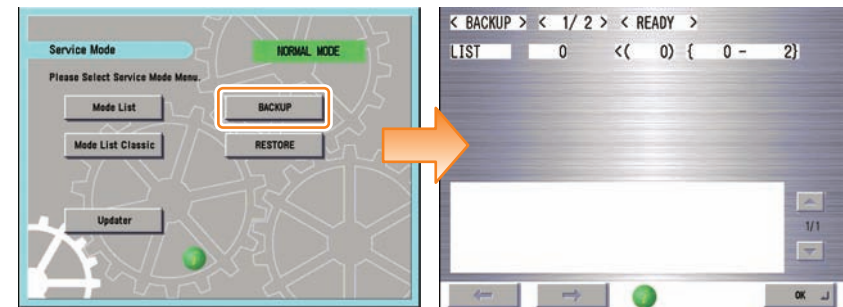 Service Mode
NORMAL MODE
Please Select Service Mode Menu.
Mode List
BACKUP
Mode List Classic
RESTORE
Updater
< BACKUP > < 1/ 2 > < READY >
LIST 0 <( 0) { 0 - 2}
1/1
OK